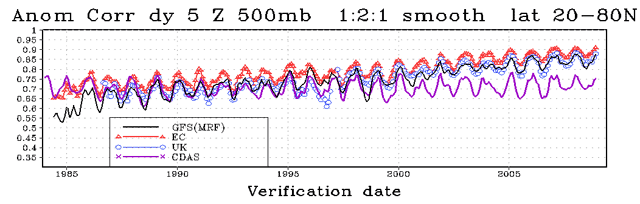 Anom Corr dy 5 Z 500mb 1:2:1 smooth lat 20-80N
1
0.95
0.9
0.85
0.8
0.75
0.7
0.65
0.6
0.55
0.5
0.45
0.4
0.35
GFS(MRF)
EC
UK
CDAS
1985 1990 1995 2000 2005
Verification date